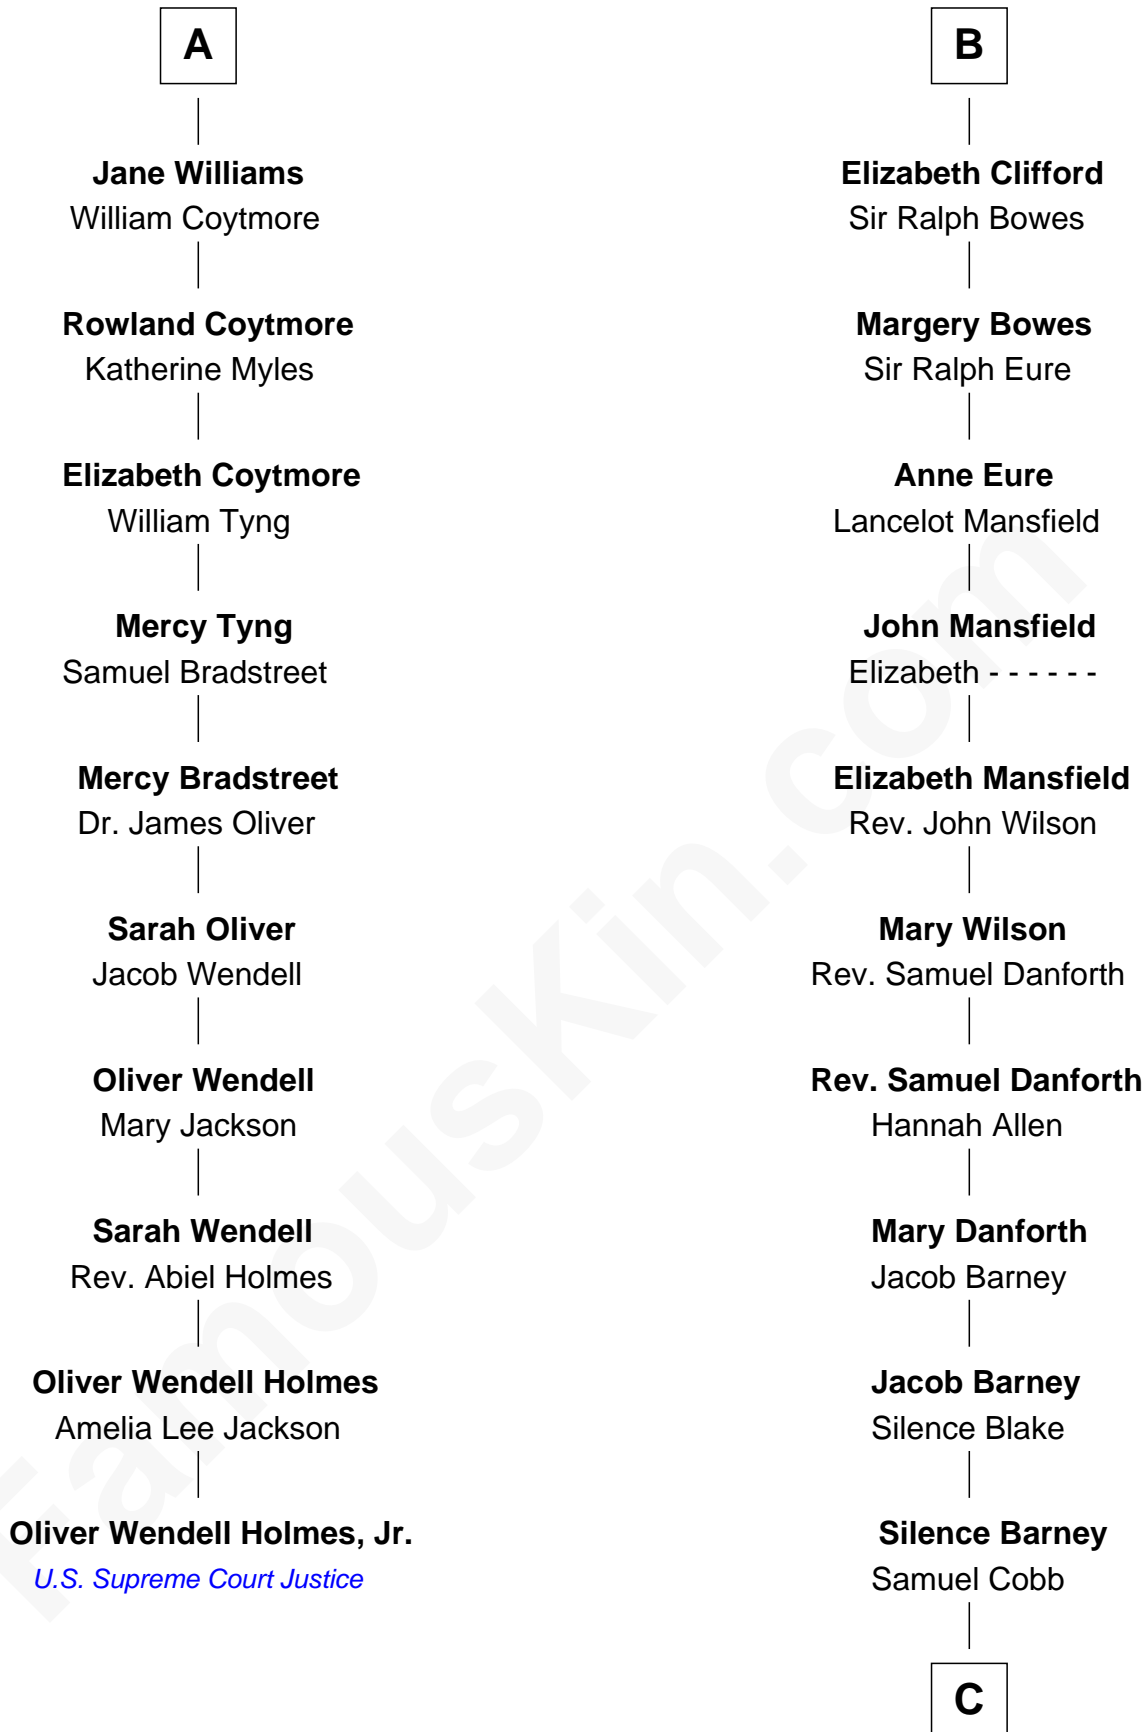 A
Jane Williams
William Coytmore
Rowland Coytmore
Katherine Myles
Elizabeth Coytmore
William Tyng
Mercy Tyng
Samuel Bradstreet
Mercy Bradstreet
Dr. James Oliver
Sarah Oliver
Jacob Wendell
Oliver Wendell
Mary Jackson
Sarah Wendell
Rev. Abiel Holmes
Oliver Wendell Holmes
Amelia Lee Jackson
Oliver Wendell Holmes, Jr.
U.S. Supreme Court Justice
B
Elizabeth Clifford
Sir Ralph Bowes
Margery Bowes
Sir Ralph Eure
Anne Eure
Lancelot Mansfield
John Mansfield
Elizabeth - - - - - -
Elizabeth Mansfield
Rev. John Wilson
Mary Wilson
Rev. Samuel Danforth
Rev. Samuel Danforth
Hannah Allen
Mary Danforth
Jacob Barney
Jacob Barney
Silence Blake
Silence Barney
Samuel Cobb
C
FamousKin.com